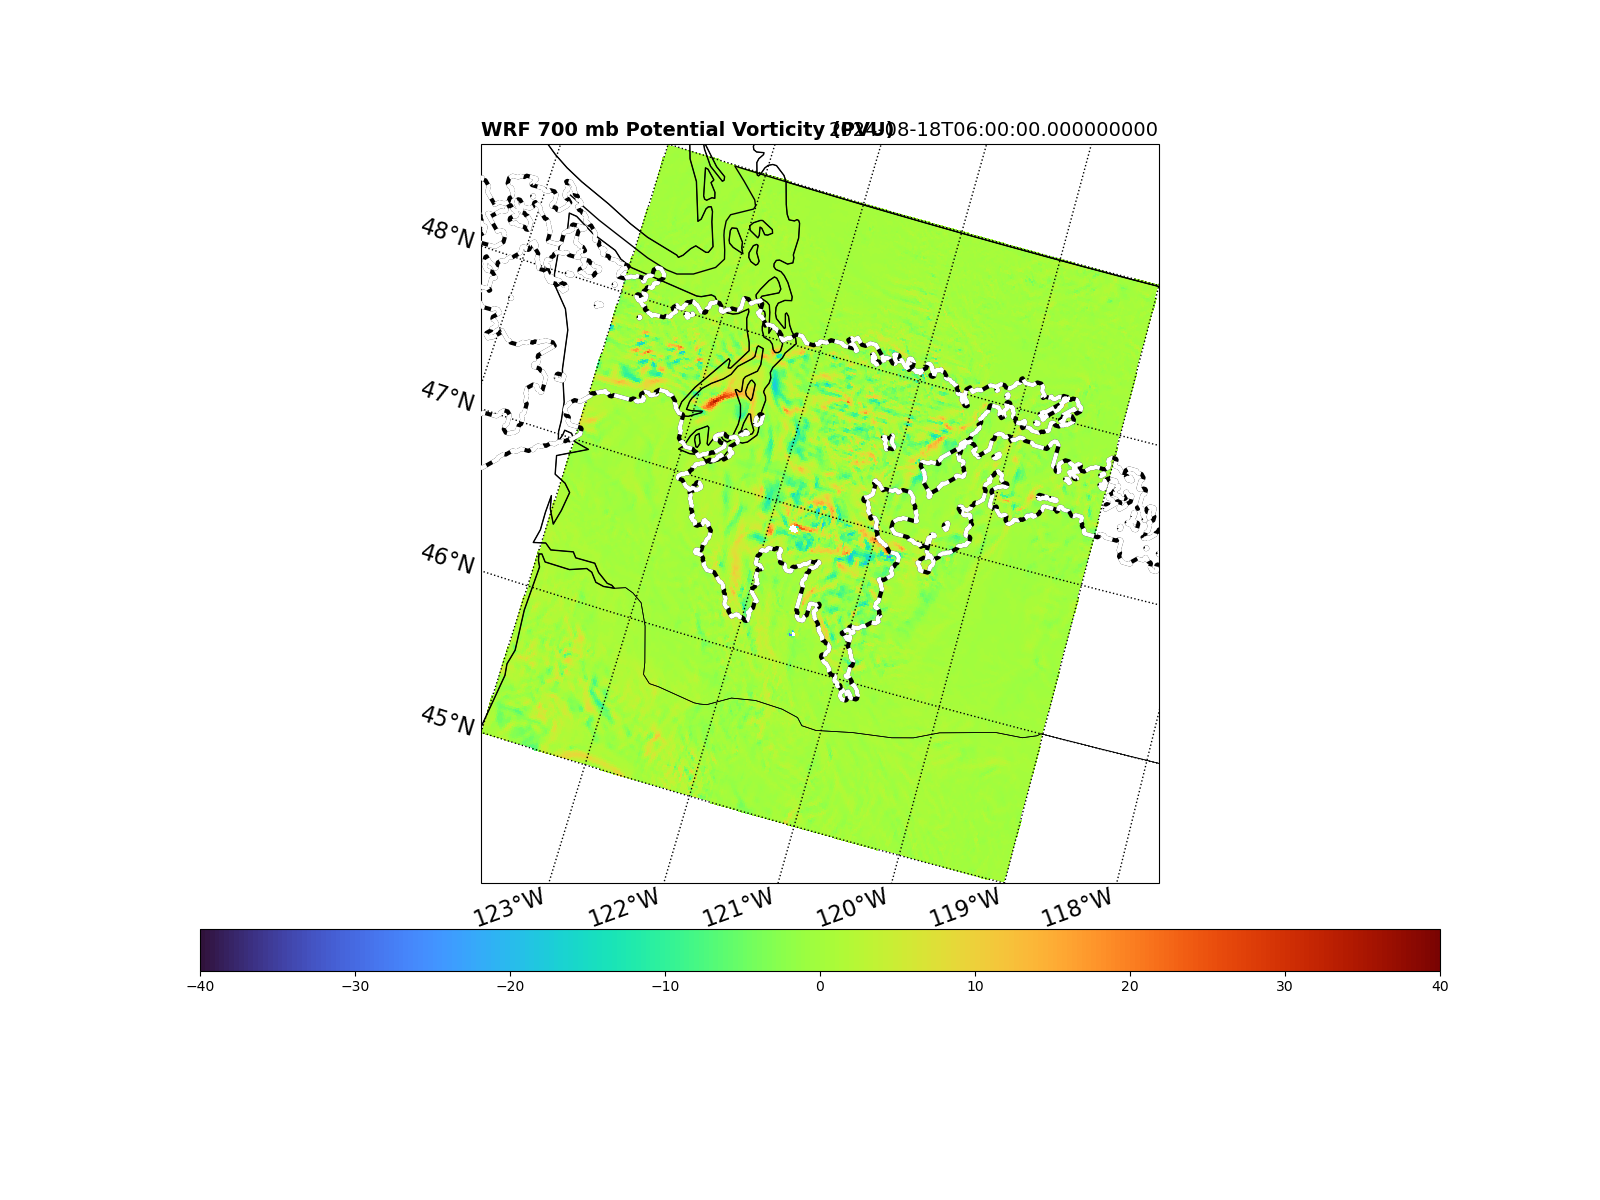 WRF 700 mb Potential Vorticity (PVU) 2024-08-18T06:00:00.000000000
48°N
47°N
46°N
45°N
123°W 122°W 121°W 120°W 119°W 118°W
−40 −30 −20 −10 0 10 20 30 40